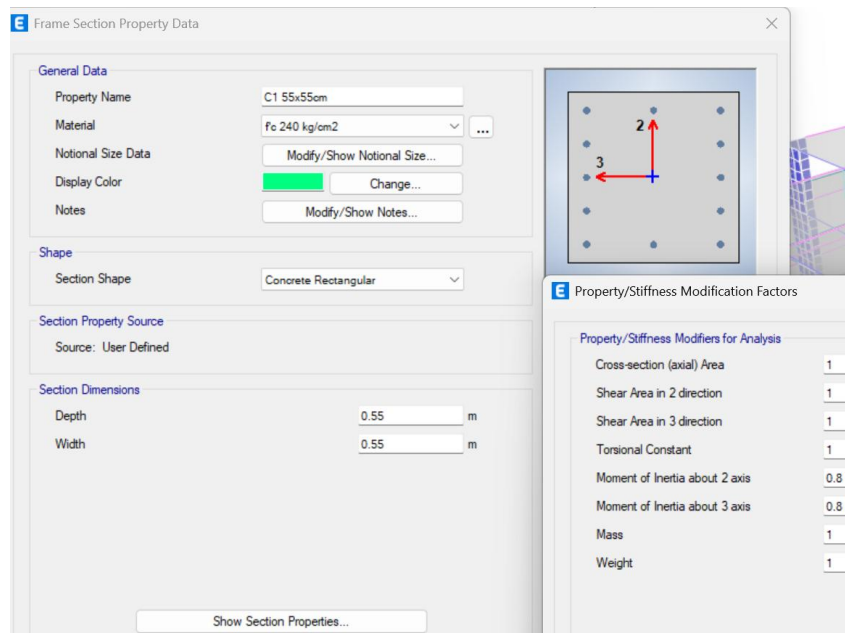 E Frame Section Property Data
General Data
Property Name C1 55x55cm
Material f'c 240 kg/cm2 ...
Notional Size Data Modify/Show Notional Size...
Display Color Change...
Notes Modify/Show Notes...
2
3
Shape
Section Shape Concrete Rectangular
E Property/Stiffness Modification Factors
Section Property Source
Source: User Defined
Property/Stiffness Modifiers for Analysis
Cross-section (axial) Area 1
Section Dimensions
Shear Area in 2 direction 1
Depth 0.55 m
Shear Area in 3 direction 1
Width 0.55 m
Torsional Constant 1
Moment of Inertia about 2 axis 0.8
Moment of Inertia about 3 axis 0.8
Mass 1
Weight 1
Show Section Properties...